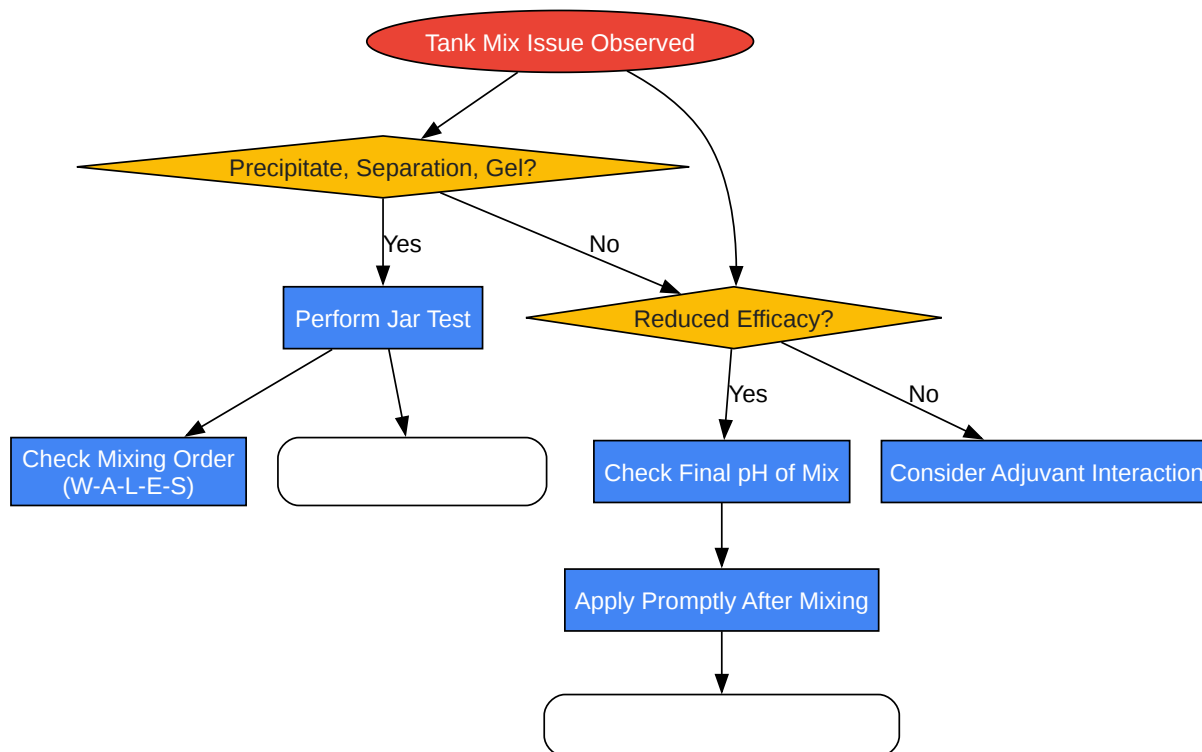 Tank Mix Issue Observed
Precipitate, Separation, Gel?
Yes
No
Perform Jar Test
Reduced Efficacy?
Yes
No
Check Mixing Order
(W-A-L-E-S)
Check Final pH of Mix
Consider Adjuvant Interaction
Apply Promptly After Mixing